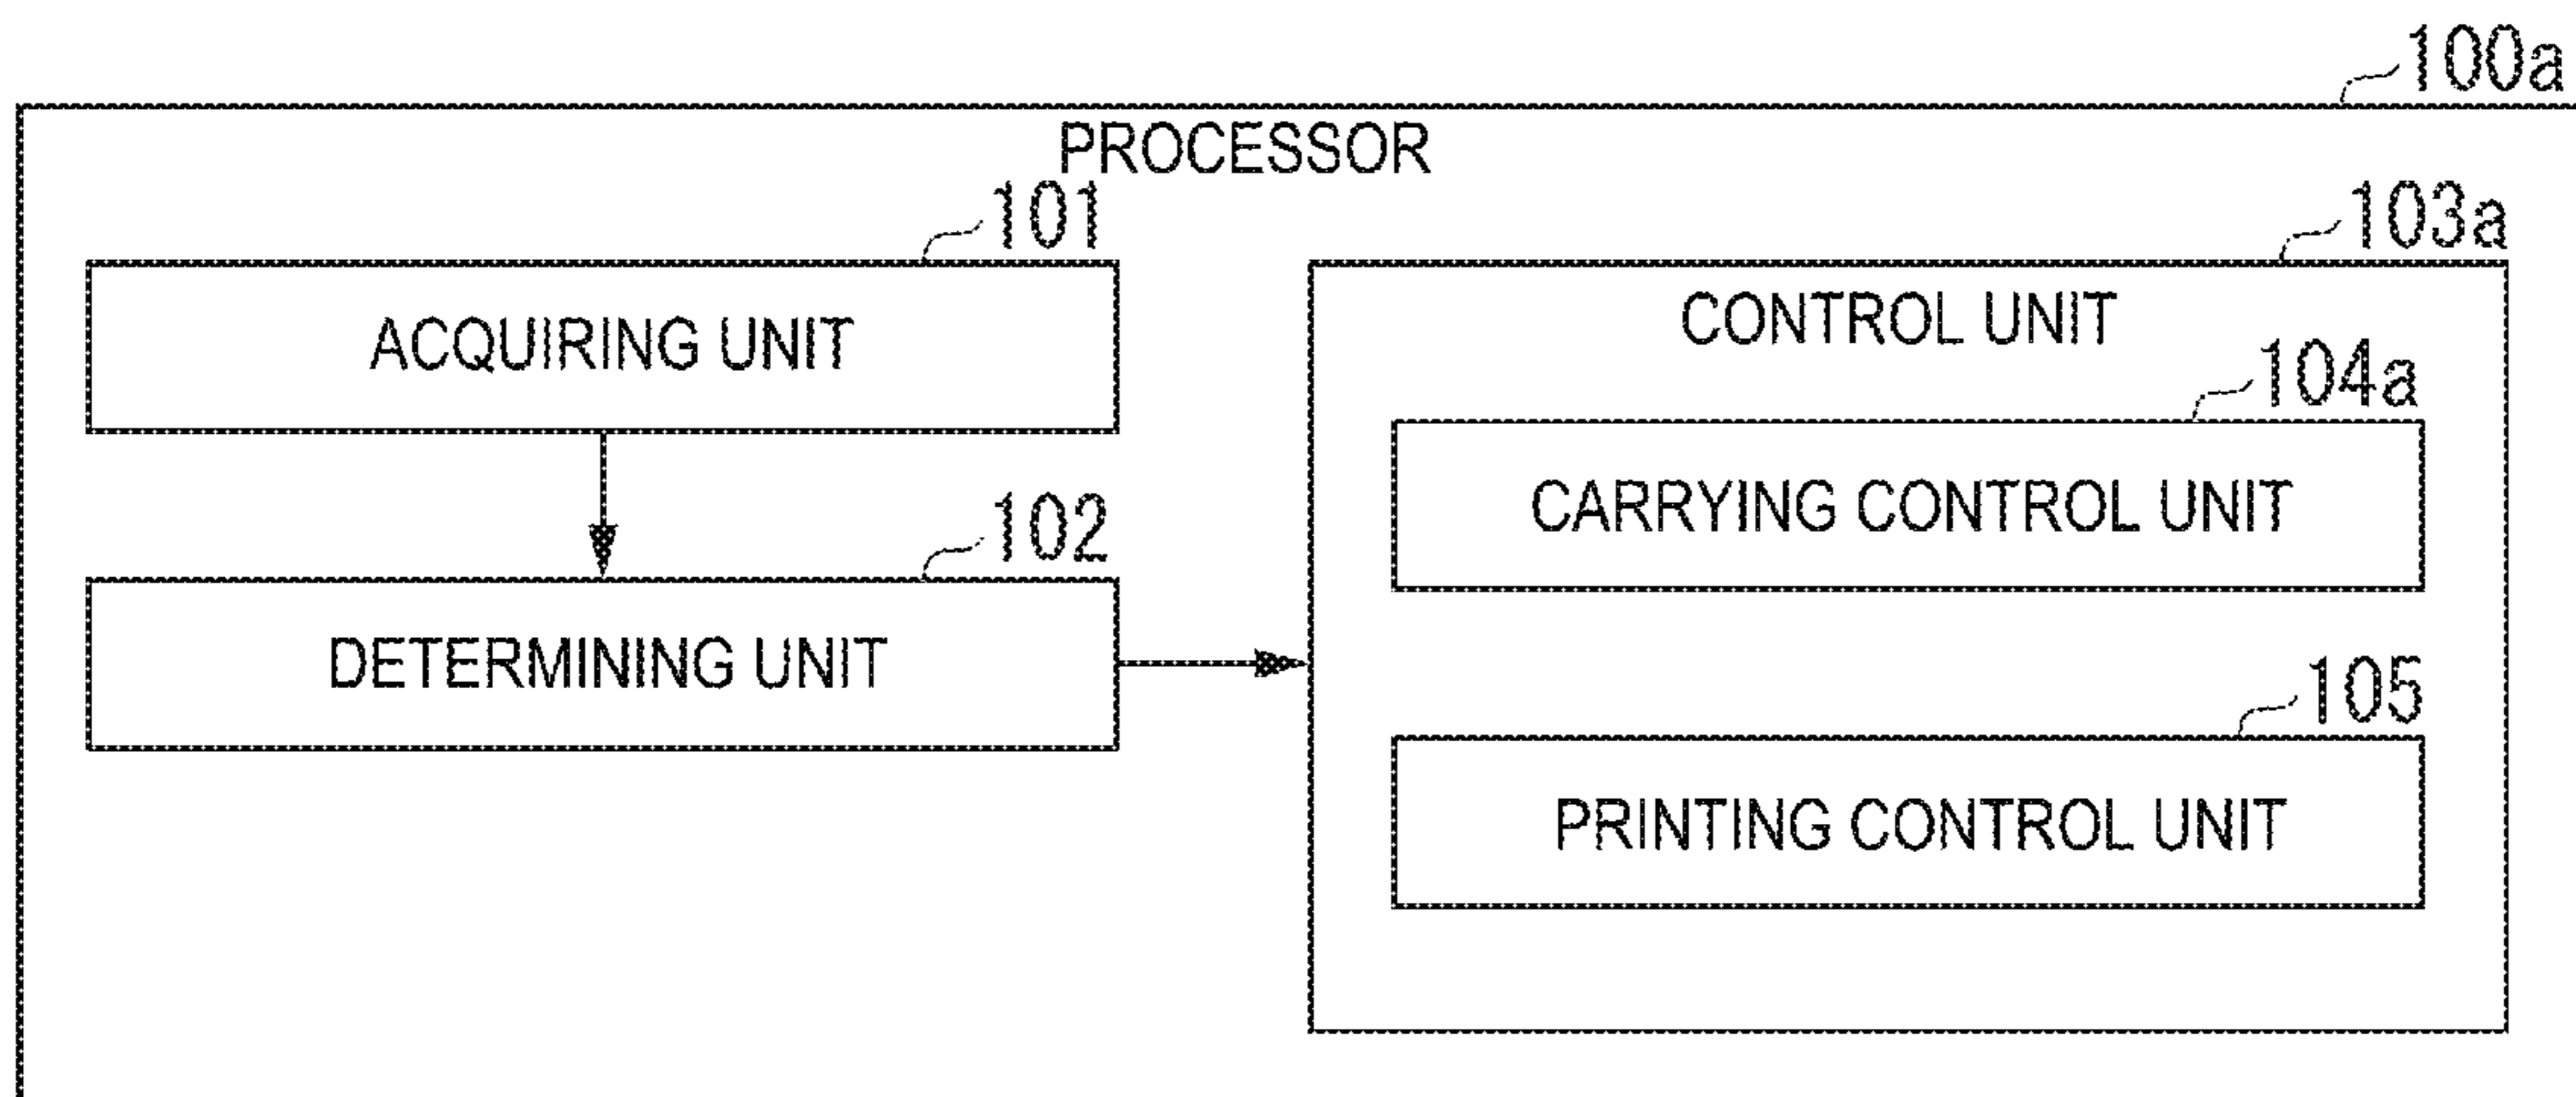 100a
PROCESSOR
101
ACQUIRING UNIT
102
DETERMINING UNIT
103a
CONTROL UNIT
104a
CARRYING CONTROL UNIT
105
PRINTING CONTROL UNIT